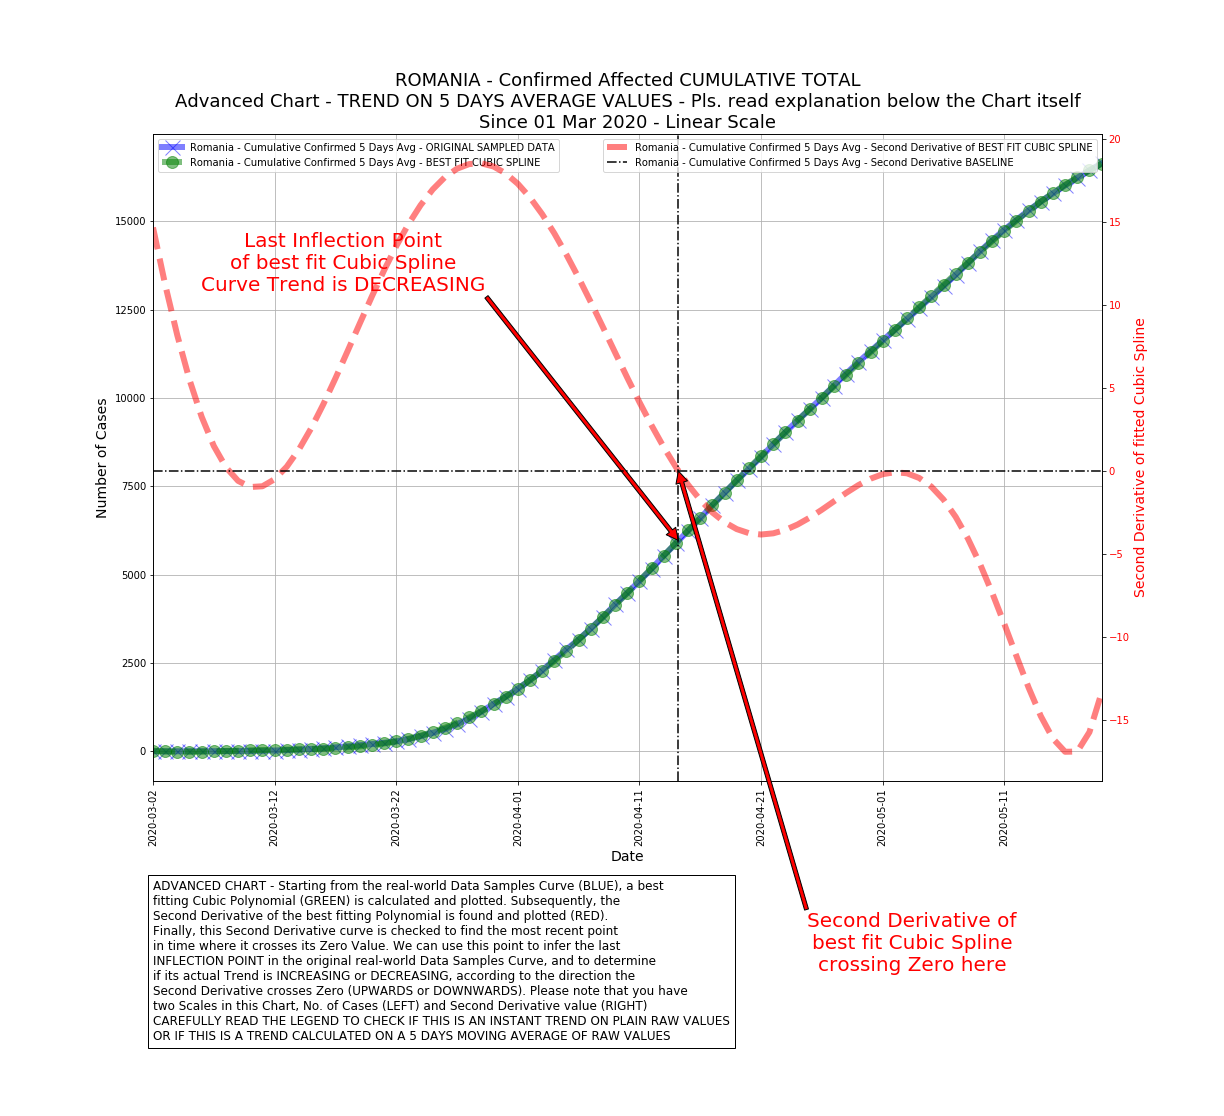 ROMANIA - Confirmed Affected CUMULATIVE TOTAL
Advanced Chart - TREND ON 5 DAYS AVERAGE VALUES - Pls. read explanation below the Chart itself
Since 01 Mar 2020 - Linear Scale
Romania - Cumulative Confirmed 5 Days Avg - ORIGINAL SAMPLED DATA
Romania - Cumulative Confirmed 5 Days Avg - BEST FIT CUBIC SPLINE
Romania - Cumulative Confirmed 5 Days Avg - Second Derivative of BEST FIT CUBIC SPLINE
Romania - Cumulative Confirmed 5 Days Avg - Second Derivative BASELINE
Last Inflection Point
of best fit Cubic Spline
Curve Trend is DECREASING
Number of Cases
15000
12500
10000
7500
5000
2500
0
20
15
10
5
0
−5
−10
−15
Second Derivative of fitted Cubic Spline
2020-03-02
2020-03-12
2020-03-22
2020-04-01
2020-04-11
2020-04-21
2020-05-01
2020-05-11
Date
Second Derivative of
best fit Cubic Spline
crossing Zero here
ADVANCED CHART - Starting from the real-world Data Samples Curve (BLUE), a best
fitting Cubic Polynomial (GREEN) is calculated and plotted. Subsequently, the
Second Derivative of the best fitting Polynomial is found and plotted (RED).
Finally, this Second Derivative curve is checked to find the most recent point
in time where it crosses its Zero Value. We can use this point to infer the last
INFLECTION POINT in the original real-world Data Samples Curve, and to determine
if its actual Trend is INCREASING or DECREASING, according to the direction the
Second Derivative crosses Zero (UPWARDS or DOWNWARDS). Please note that you have
two Scales in this Chart, No. of Cases (LEFT) and Second Derivative value (RIGHT)
CAREFULLY READ THE LEGEND TO CHECK IF THIS IS AN INSTANT TREND ON PLAIN RAW VALUES
OR IF THIS IS A TREND CALCULATED ON A 5 DAYS MOVING AVERAGE OF RAW VALUES